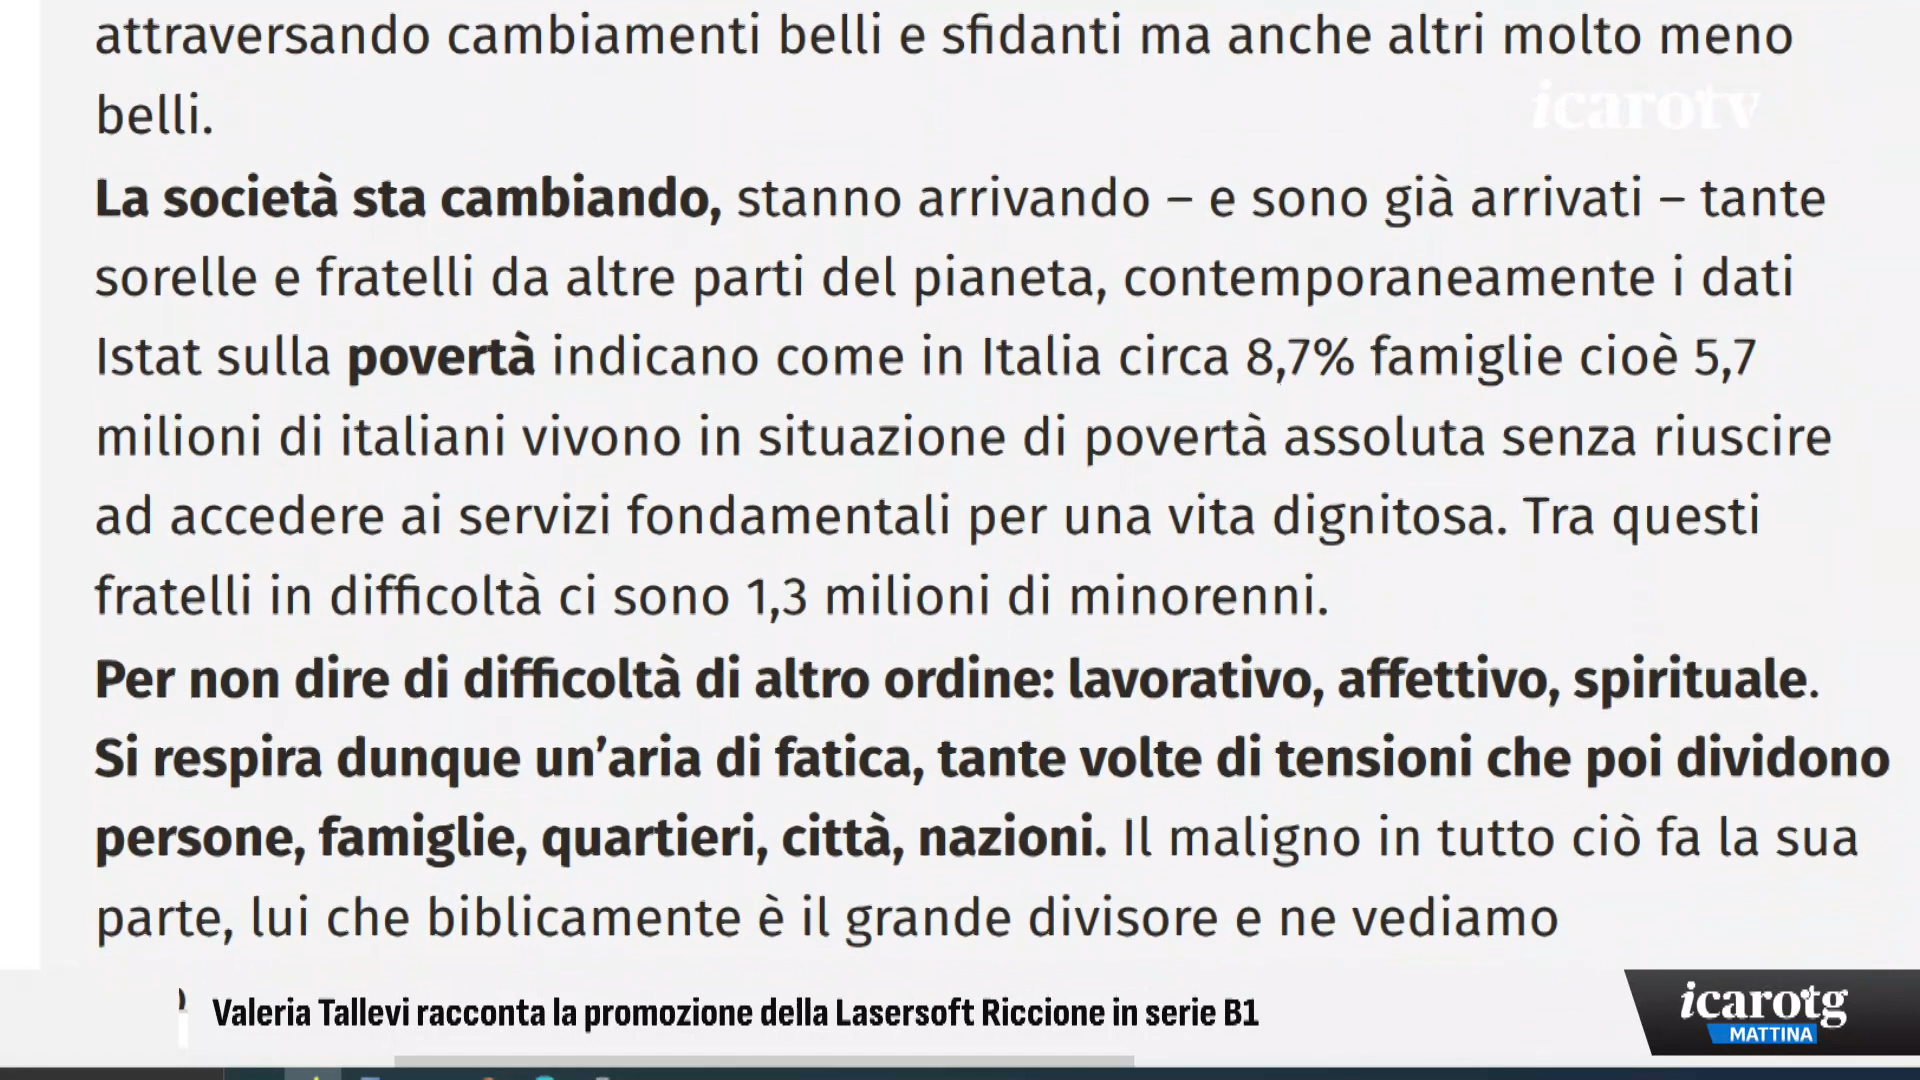 attraversando cambiamenti belli e sfidanti ma anche altri molto meno
belli.
icarotv
La società sta cambiando, stanno arrivando – e sono già arrivati – tante
sorelle e fratelli da altre parti del pianeta, contemporaneamente i dati
Istat sulla povertà indicano come in Italia circa 8,7% famiglie cioè 5,7
milioni di italiani vivono in situazione di povertà assoluta senza riuscire
ad accedere ai servizi fondamentali per una vita dignitosa. Tra questi
fratelli in difficoltà ci sono 1,3 milioni di minorenni.
Per non dire di difficoltà di altro ordine: lavorativo, affettivo, spirituale.
Si respira dunque un’aria di fatica, tante volte di tensioni che poi dividono
persone, famiglie, quartieri, città, nazioni. Il maligno in tutto ciò fa la sua
parte, lui che biblicamente è il grande divisore e ne vediamo
Valeria Tallevi racconta la promozione della Lasersoft Riccione in serie B1
icarotg
MATTINA